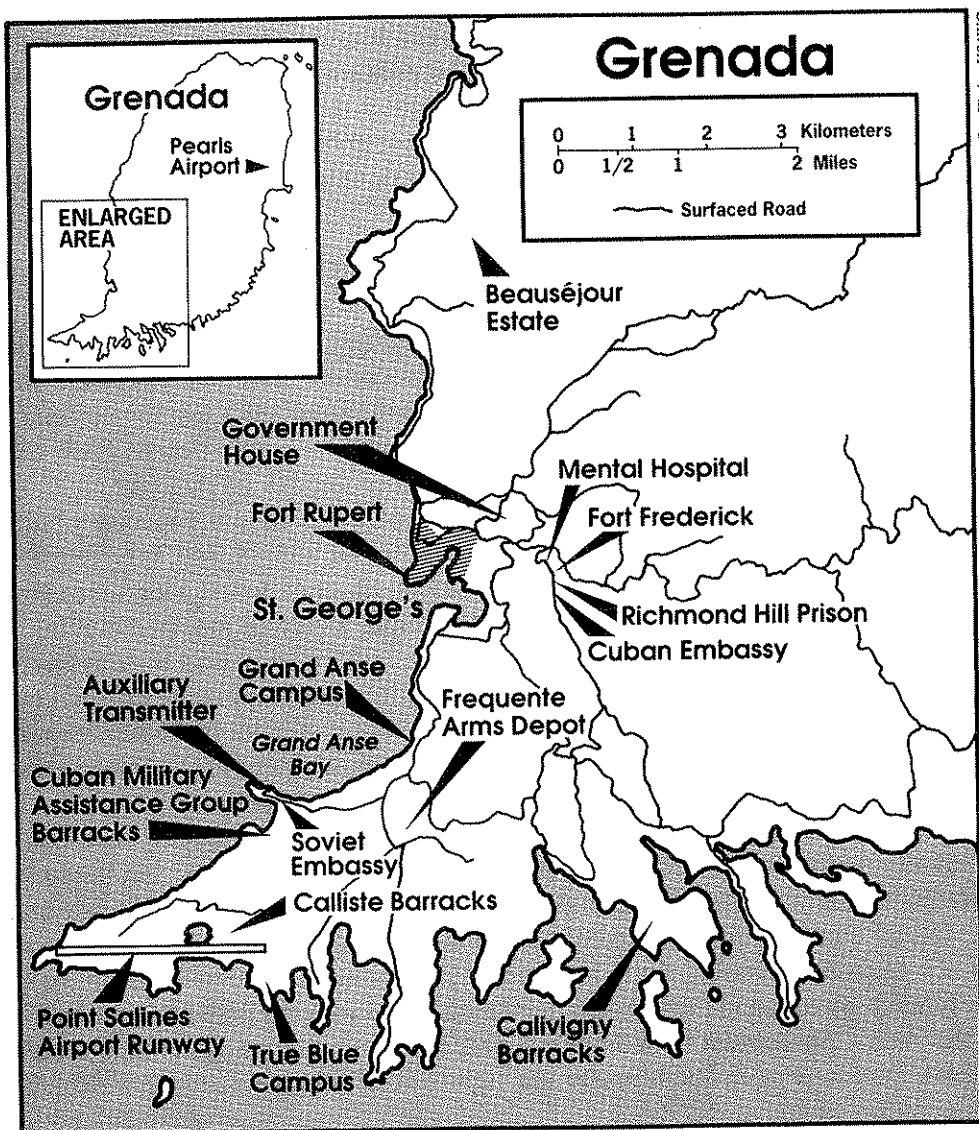 Grenada
Pearls
Airport
ENLARGED
AREA
Grenada
0 1 2 3 Kilometers
0 1/2 1 2 Miles
Surfaced Road
Beauséjour
Estate
Government
House
Mental Hospital
Fort Rupert
Fort Frederick
St. George's
Richmond Hill Prison
Cuban Embassy
Grand Anse
Campus
Auxiliary
Transmitter
Frequente
Arms Depot
Grand Anse
Bay
Cuban Military
Assistance Group
Barracks
Soviet
Embassy
Calliste Barracks
Point Salines
Airport Runway
True Blue
Campus
Calivigny
Barracks